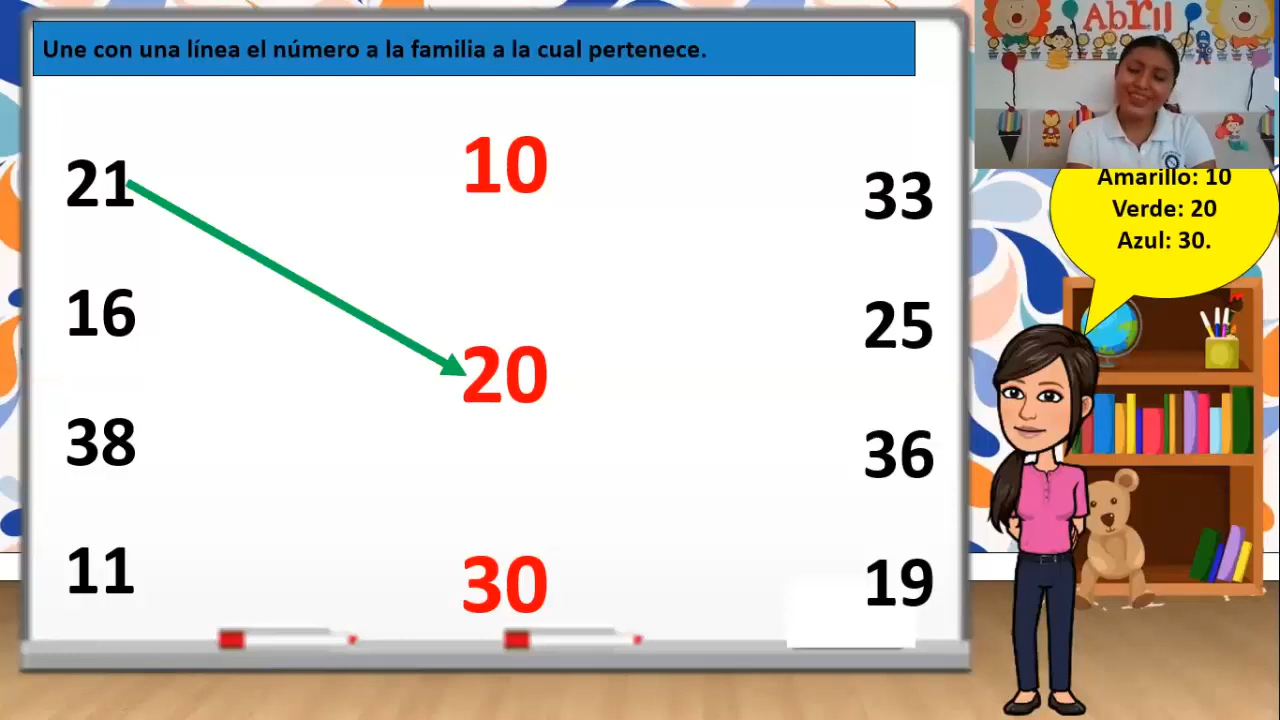 Une con una línea el número a la familia a la cual pertenece.
Abril
21
10
33
Amarillo: 10
Verde: 20
Azul: 30.
16
25
20
38
36
11
30
19